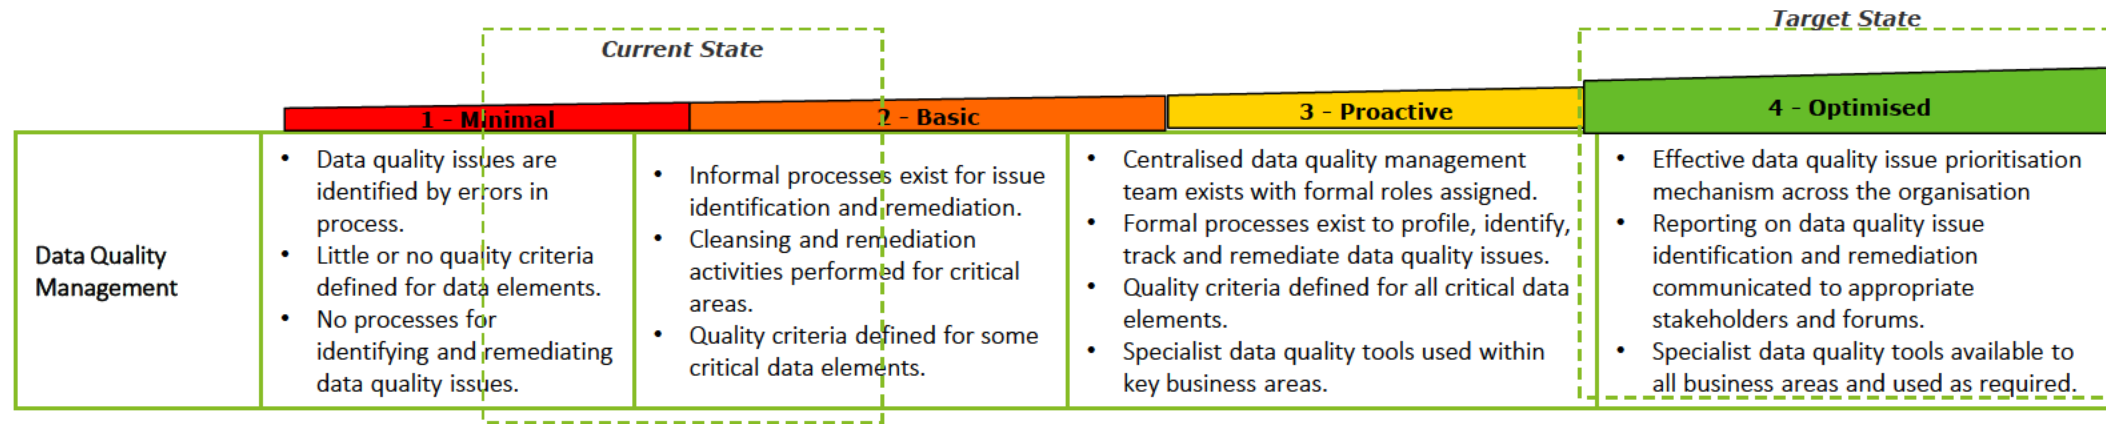 Target State
Current State
1 - Minimal
2 - Basic
3 - Proactive
4 - Optimised
Data Quality
Management
• Data quality issues are
identified by errors in
process.
• Little or no quality criteria
defined for data elements.
• No processes for
identifying and remediating
data quality issues.
• Informal processes exist for issue
identification and remediation.
• Cleansing and remediation
activities performed for critical
areas.
• Quality criteria defined for some
critical data elements.
• Centralised data quality management
team exists with formal roles assigned.
• Formal processes exist to profile, identify,
track and remediate data quality issues.
• Quality criteria defined for all critical data
elements.
• Specialist data quality tools used within
key business areas.
• Effective data quality issue prioritisation
mechanism across the organisation
• Reporting on data quality issue
identification and remediation
communicated to appropriate
stakeholders and forums.
• Specialist data quality tools available to
all business areas and used as required.